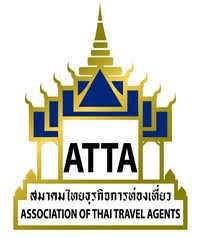 ATTA
สมาคมไทยธุรกิจการท่องเที่ยว
ASSOCIATION OF THAI TRAVEL AGENTS